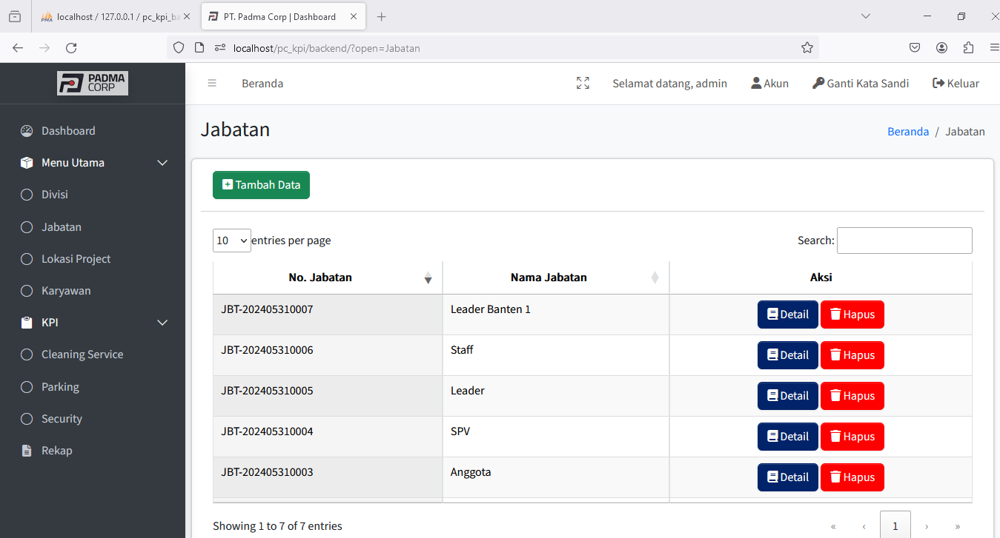 localhost / 127.0.0.1 / pc_kpi_ba
PT. Padma Corp | Dashboard
localhost/pc_kpi/backend/?open=Jabatan
PADMA CORP
Beranda
Selamat datang, admin
Akun
Ganti Kata Sandi
Keluar
Dashboard
Menu Utama
Divisi
Jabatan
Lokasi Project
Karyawan
KPI
Cleaning Service
Parking
Security
Rekap
Jabatan
Beranda / Jabatan
Tambah Data
10 entries per page
Search:
No. Jabatan Nama Jabatan Aksi
JBT-202405310007 Leader Banten 1 Detail Hapus
JBT-202405310006 Staff Detail Hapus
JBT-202405310005 Leader Detail Hapus
JBT-202405310004 SPV Detail Hapus
JBT-202405310003 Anggota Detail Hapus
Showing 1 to 7 of 7 entries
« ‹ 1 › »